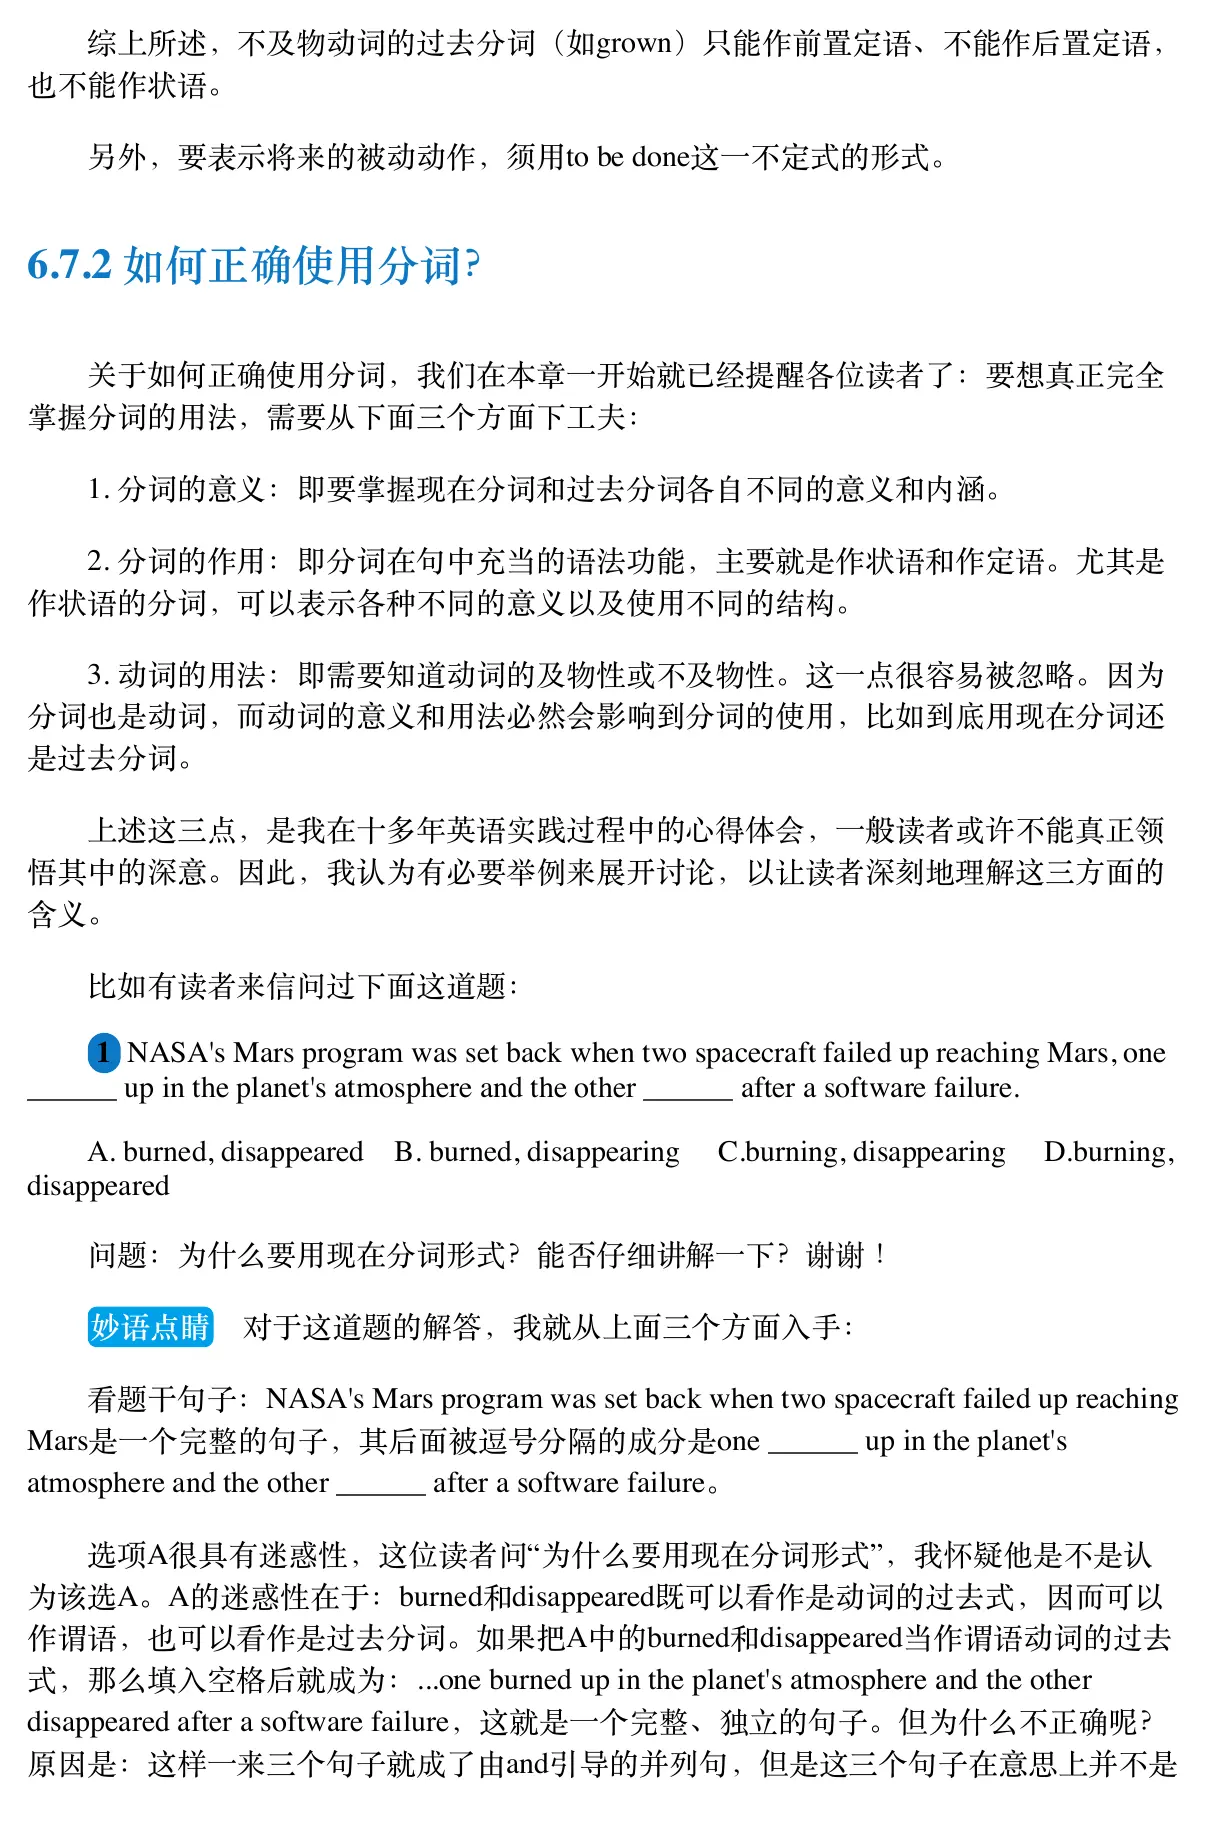 综上所述，不及物动词的过去分词（如grown）只能作前置定语、不能作后置定语，
也不能作状语。
另外，要表示将来的被动动作，须用to be done这一不定式的形式。
6.7.2 如何正确使用分词？
关于如何正确使用分词，我们在本章一开始就已经提醒各位读者了：要想真正完全
掌握分词的用法，需要从下面三个方面下工夫：
1. 分词的意义：即要掌握现在分词和过去分词各自不同的意义和内涵。
2. 分词的作用：即分词在句中充当的语法功能，主要就是作状语和作定语。尤其是
作状语的分词，可以表示各种不同的意义以及使用不同的结构。
3. 动词的用法：即需要知道动词的及物性或不及物性。这一点很容易被忽略。因为
分词也是动词，而动词的意义和用法必然会影响到分词的使用，比如到底用现在分词还
是过去分词。
上述这三点，是我在十多年英语实践过程中的心得体会，一般读者或许不能真正领
悟其中的深意。因此，我认为有必要举例来展开讨论，以让读者深刻地理解这三方面的
含义。
比如有读者来信问过下面这道题：
1 NASA's Mars program was set back when two spacecraft failed up reaching Mars, one
______ up in the planet's atmosphere and the other ______ after a software failure.
A. burned, disappeared B. burned, disappearing C.burning, disappearing D.burning,
disappeared
问题：为什么要用现在分词形式？能否仔细讲解一下？谢谢！
妙语点睛 对于这道题的解答，我就从上面三个方面入手：
看题干句子：NASA's Mars program was set back when two spacecraft failed up reaching
Mars是一个完整的句子，其后面被逗号分隔的成分是one ______ up in the planet's
atmosphere and the other ______ after a software failure。
选项A很具有迷惑性，这位读者问“为什么要用现在分词形式”，我怀疑他是不是认
为该选A。A的迷惑性在于：burned和disappeared既可以看作是动词的过去式，因而可以
作谓语，也可以看作是过去分词。如果把A中的burned和disappeared当作谓语动词的过去
式，那么填入空格后就成为：...one burned up in the planet's atmosphere and the other
disappeared after a software failure，这就是一个完整、独立的句子。但为什么不正确呢？
原因是：这样一来三个句子就成了由and引导的并列句，但是这三个句子在意思上并不是